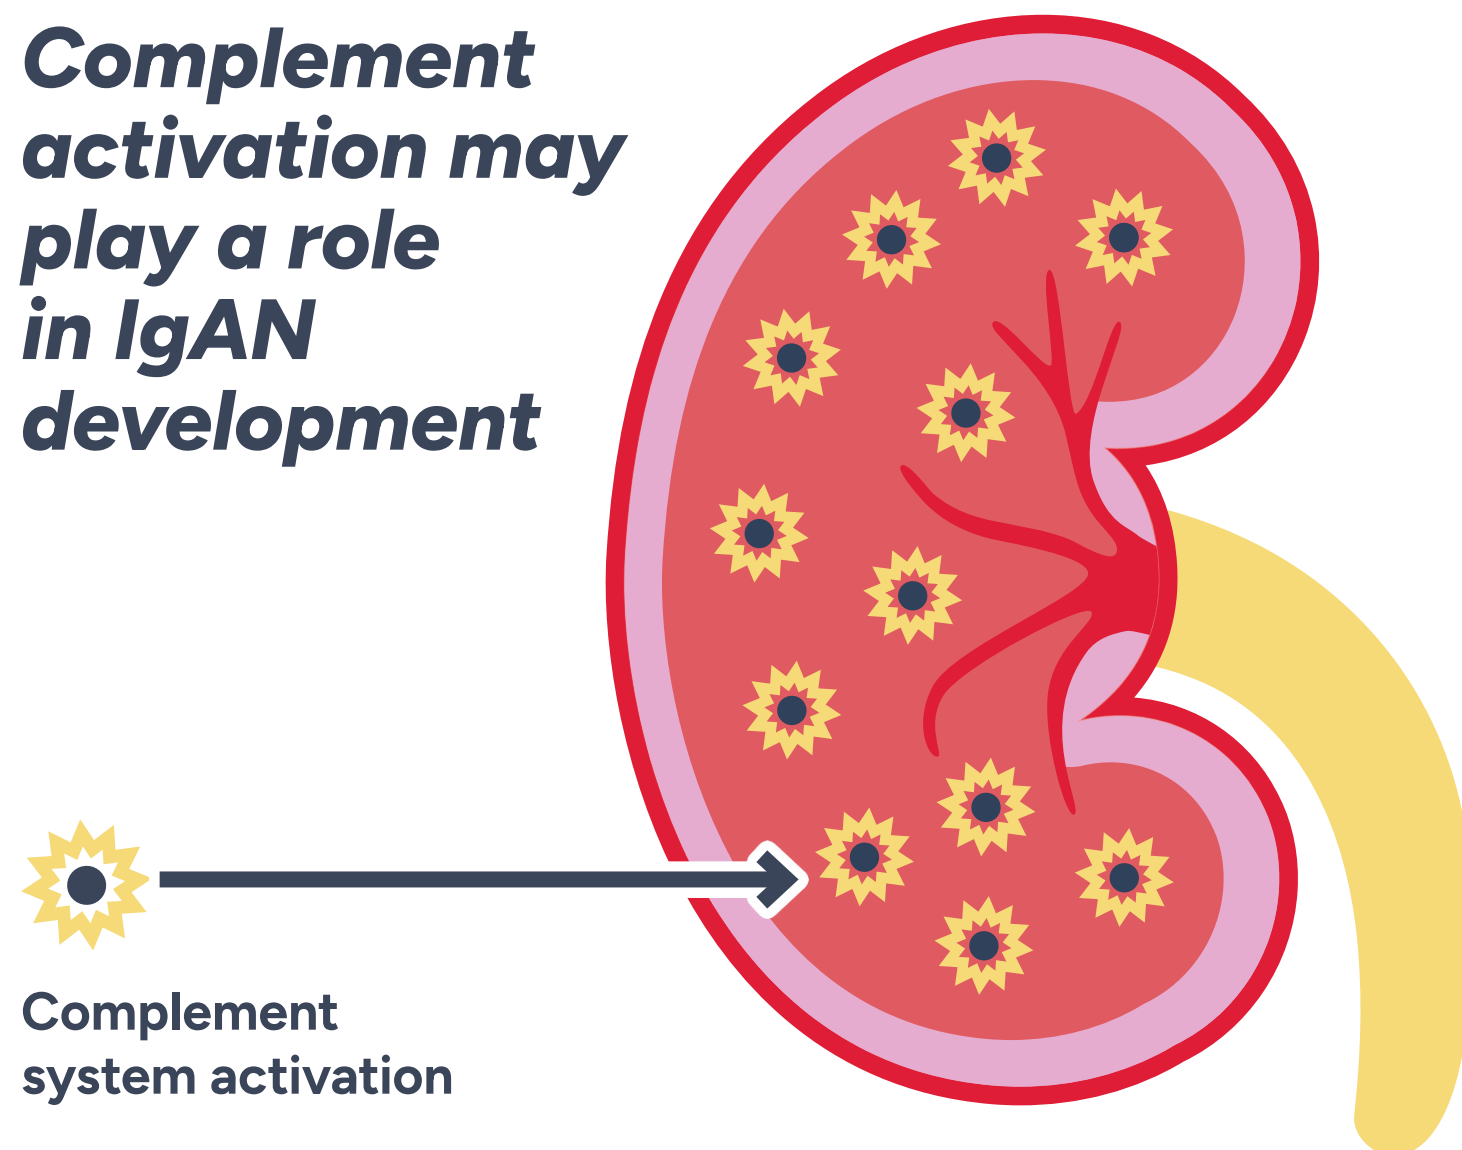 Complement
activation may
play a role
in IgAN
development
Complement
system activation